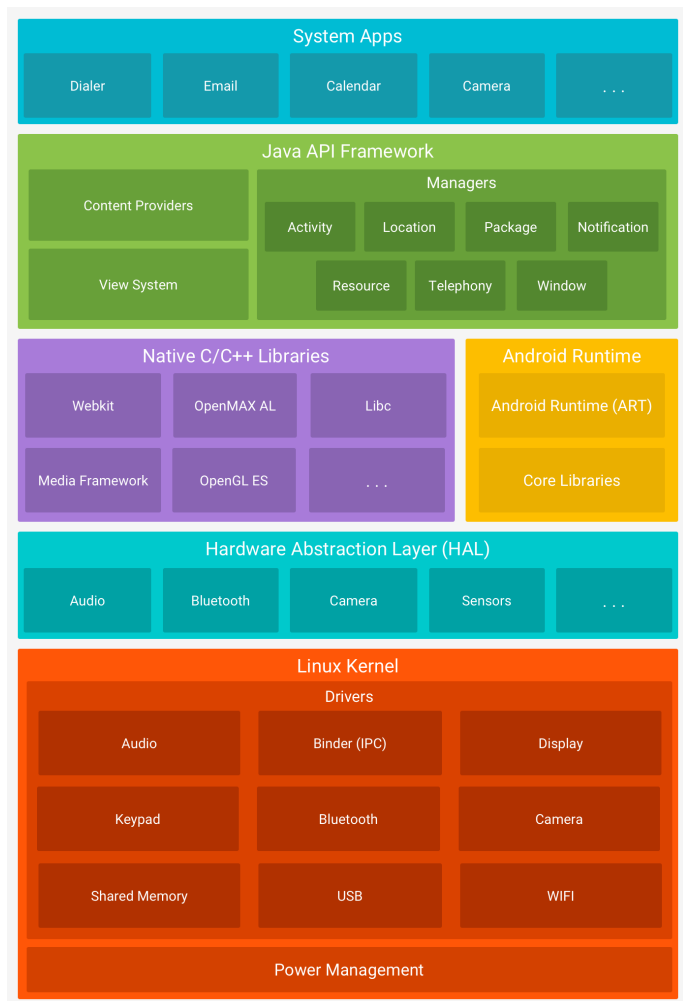 System Apps
Dialer
Email
Calendar
Camera
. . .
Java API Framework
Content Providers
View System
Managers
Activity
Location
Package
Notification
Resource
Telephony
Window
Native C/C++ Libraries
Webkit
OpenMAX AL
Libc
Media Framework
OpenGL ES
. . .
Android Runtime
Android Runtime (ART)
Core Libraries
Hardware Abstraction Layer (HAL)
Audio
Bluetooth
Camera
Sensors
. . .
Linux Kernel
Drivers
Audio
Binder (IPC)
Display
Keypad
Bluetooth
Camera
Shared Memory
USB
WIFI
Power Management